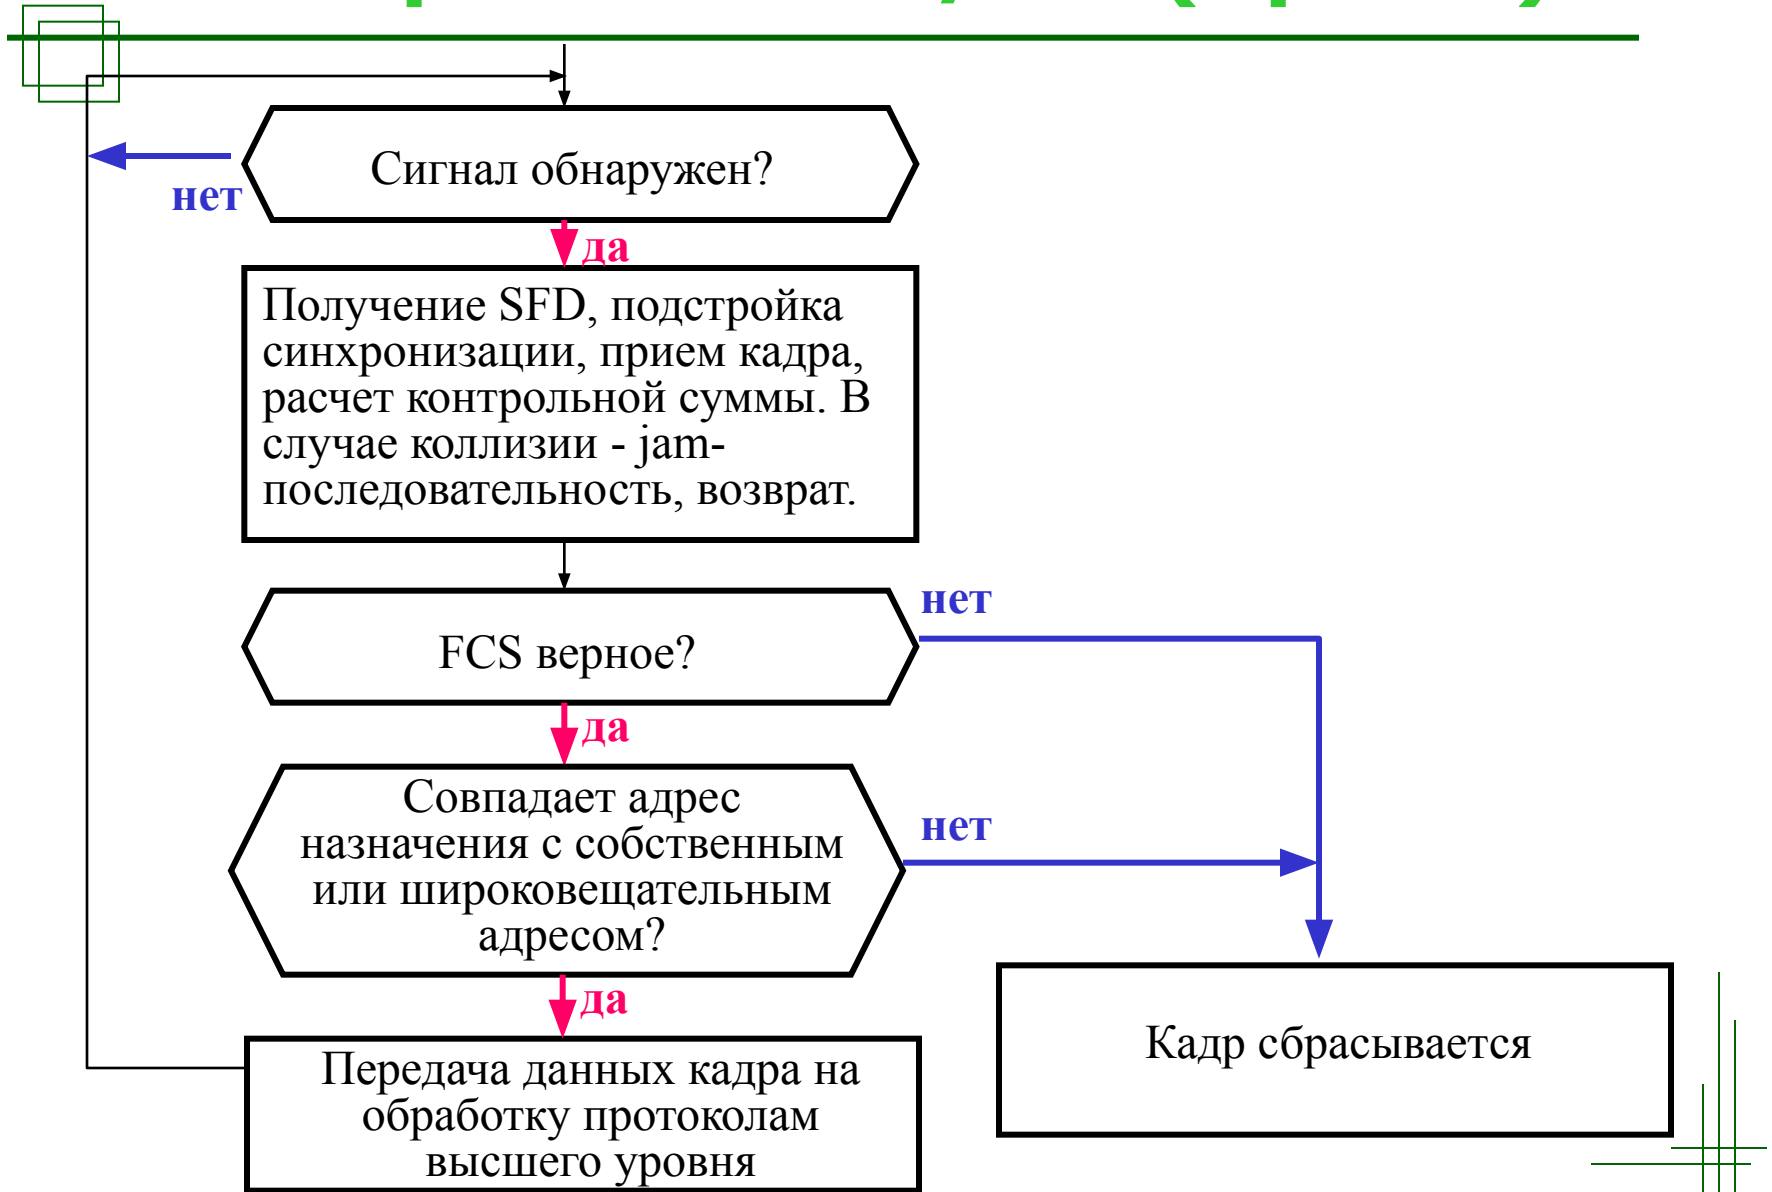 Сигнал обнаружен?
нет
да
Получение SFD, подстройка
синхронизации, прием кадра,
расчет контрольной суммы. В
случае коллизии - jam-
последовательность, возврат.
нет
FCS верное?
да
Совпадает адрес
назначения с собственным
или широковещательным
адресом?
нет
да
Кадр сбрасывается
Передача данных кадра на
обработку протоколам
высшего уровня